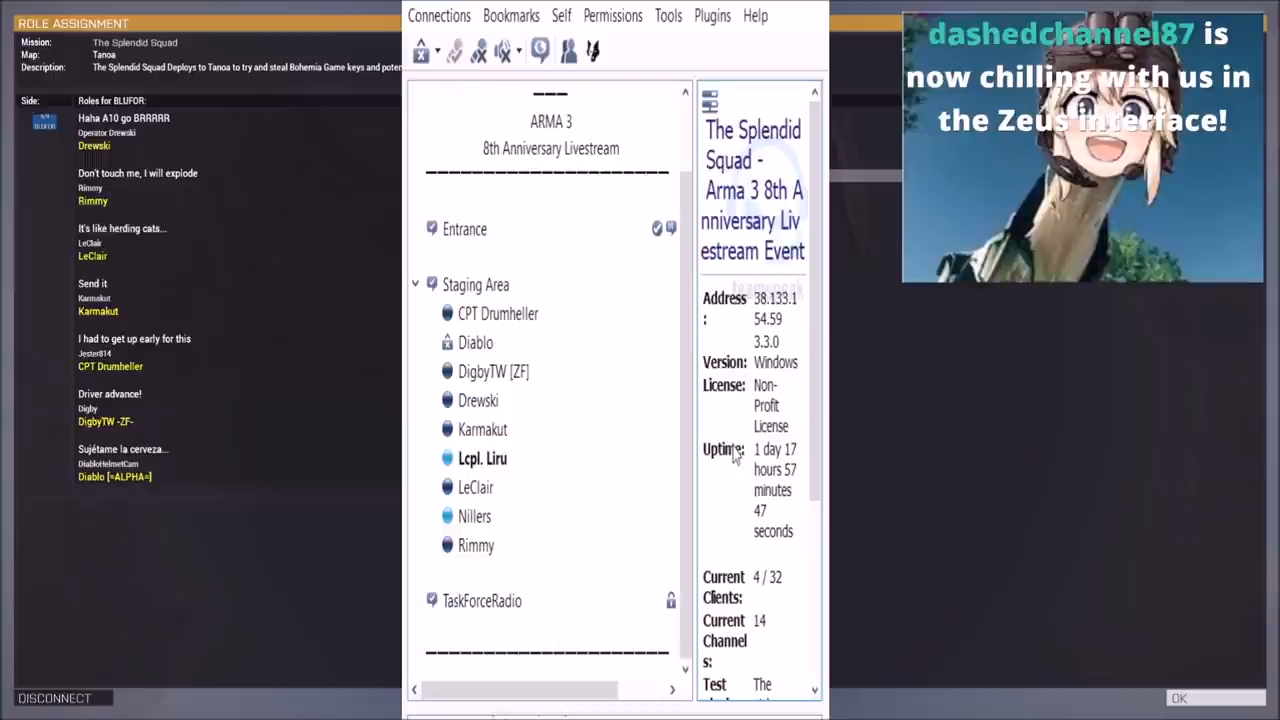 ROLE ASSIGNMENT
Mission: The Splendid Squad
Map: Tanoa
Description: The Splendid Squad Deploys to Tanoa to try and steal Bohemia Game keys and
Side: Roles for BLUFOR:
BLUFOR
Haha A10 go BRRRRR
Operator Drewski
Drewski
Don't touch me, I will explode
Rimmy
Rimmy
It's like herding cats...
LeClair
LeClair
Send it
Karmakut
Karmakut
I had to get up early for this
Jester814
CPT Drumheller
Driver advance!
Digby
DigbyTW -ZF-
Sujétame la cerveza...
DiabloHelmetCam
Diablo [=ALPHA=]
DISCONNECT
Connections Bookmarks Self Permissions Tools Plugins Help
ARMA 3
8th Anniversary Livestream
Entrance
Staging Area
CPT Drumheller
Diablo
DigbyTW [ZF]
Drewski
Karmakut
Lcpl. Liru
LeClair
Nillers
Rimmy
TaskForceRadio
The Splendid
Squad -
Arma 3 8th A
nniversary Liv
estream Event
teamspeak
Address 38.133.1
: 54.59
3.3.0
Version: Windows
License: Non-
Profit
License
Uptime: 1 day 17
hours 57
minutes
47
seconds
Current 4 / 32
Clients:
Current 14
Channel
s:
Test The
dashedchannel87 is
now chilling with us in
the Zeus interface!
OK